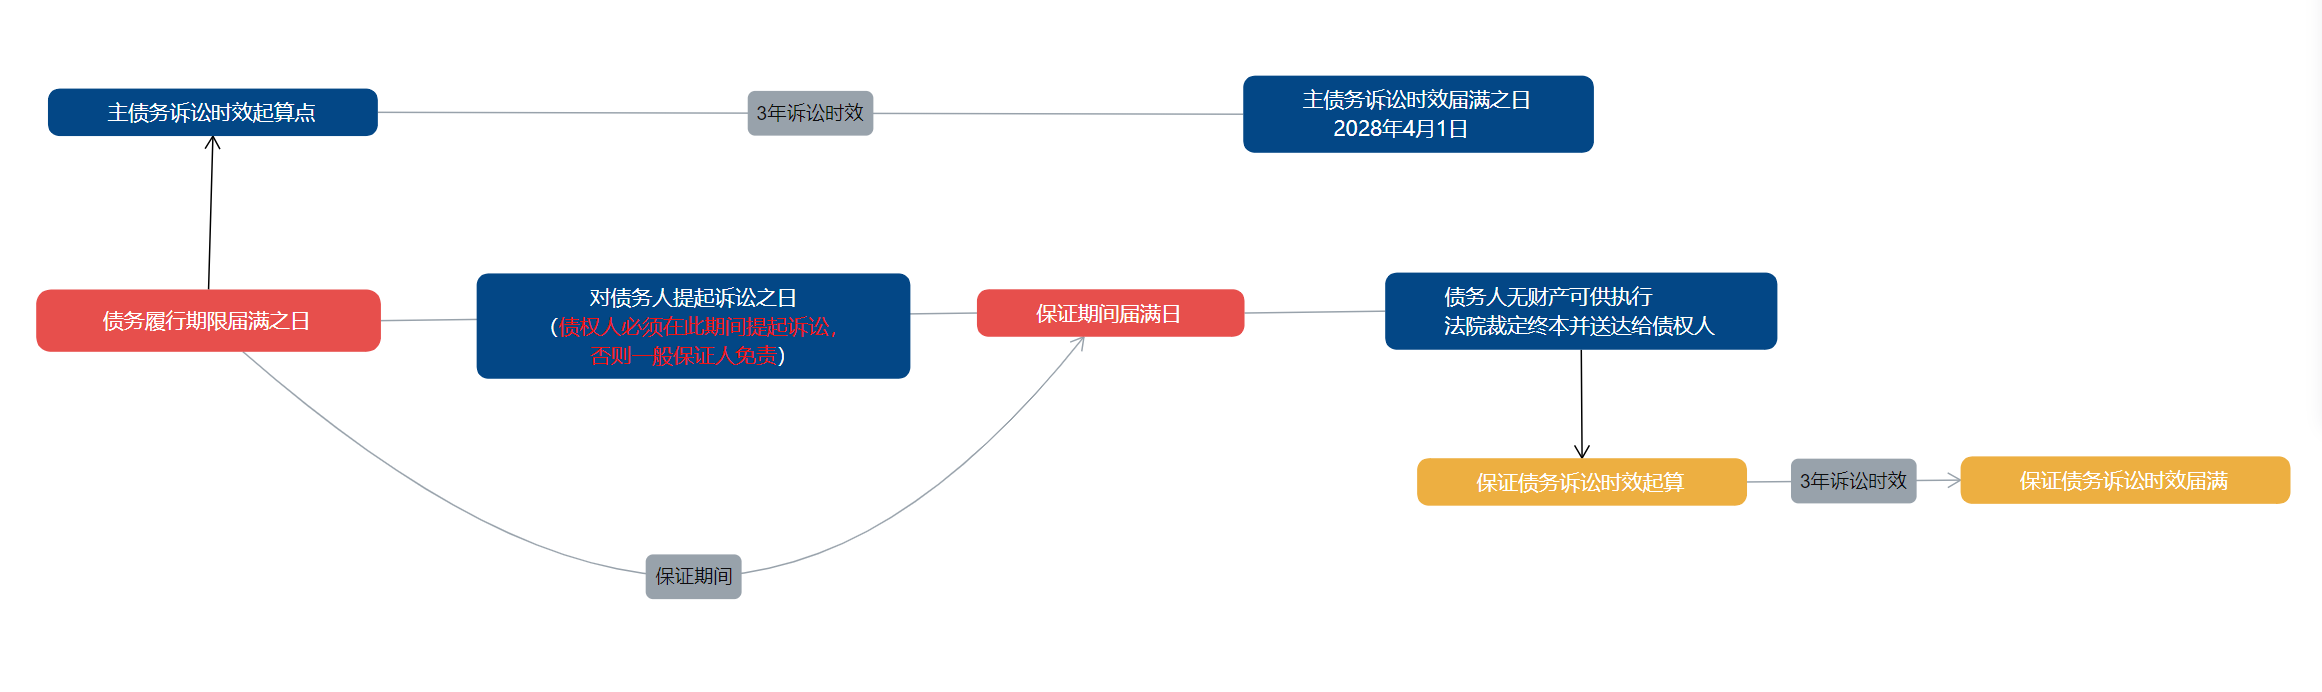 主债务诉讼时效起算点
3年诉讼时效
主债务诉讼时效届满之日
2028年4月1日
债务履行期限届满之日
对债务人提起诉讼之日
(债权人必须在此期间提起诉讼，
否则一般保证人免责)
保证期间届满日
债务人无财产可供执行
法院裁定终本并送达给债权人
保证债务诉讼时效起算
3年诉讼时效
保证债务诉讼时效届满
保证期间